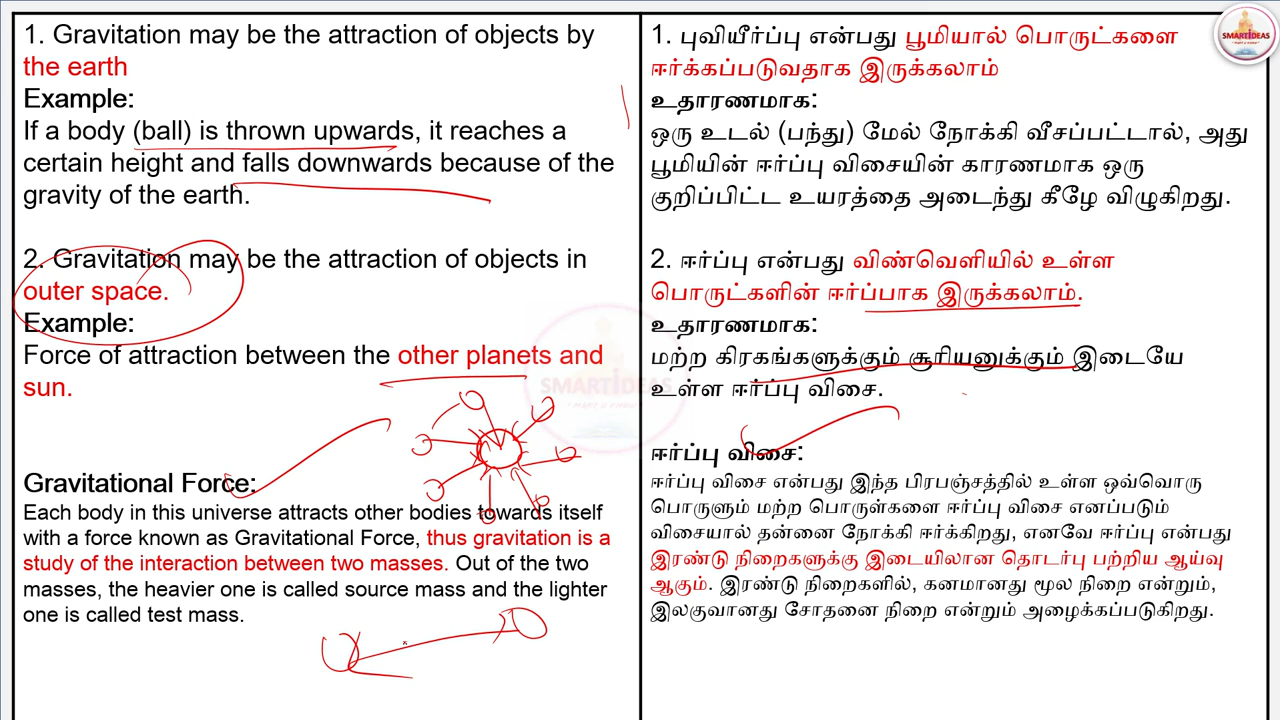 1. Gravitation may be the attraction of objects by
the earth
Example:
If a body (ball) is thrown upwards, it reaches a
certain height and falls downwards because of the
gravity of the earth.
2. Gravitation may be the attraction of objects in
outer space.
Example:
Force of attraction between the other planets and
sun.
Gravitational Force:
Each body in this universe attracts other bodies towards itself
with a force known as Gravitational Force, thus gravitation is a
study of the interaction between two masses. Out of the two
masses, the heavier one is called source mass and the lighter
one is called test mass.
1. புவியீர்ப்பு என்பது பூமியால் பொருட்களை
ஈர்க்கப்படுவதாக இருக்கலாம்
உதாரணமாக:
ஒரு உடல் (பந்து) மேல் நோக்கி வீசப்பட்டால், அது
பூமியின் ஈர்ப்பு விசையின் காரணமாக ஒரு
குறிப்பிட்ட உயரத்தை அடைந்து கீழே விழுகிறது.
2. ஈர்ப்பு என்பது விண்வெளியில் உள்ள
பொருட்களின் ஈர்ப்பாக இருக்கலாம்.
உதாரணமாக:
மற்ற கிரகங்களுக்கும் சூரியனுக்கும் இடையே
உள்ள ஈர்ப்பு விசை.
ஈர்ப்பு விசை:
ஈர்ப்பு விசை என்பது இந்த பிரபஞ்சத்தில் உள்ள ஒவ்வொரு
பொருளும் மற்ற பொருள்களை ஈர்ப்பு விசை எனப்படும்
விசையால் தன்னை நோக்கி ஈர்க்கிறது, எனவே ஈர்ப்பு என்பது
இரண்டு நிறைகளுக்கு இடையிலான தொடர்பு பற்றிய ஆய்வு
ஆகும். இரண்டு நிறைகளில், கனமானது மூல நிறை என்றும்,
இலகுவானது சோதனை நிறை என்றும் அழைக்கப்படுகிறது.
SMARTIDEAS
SMARTIDEAS